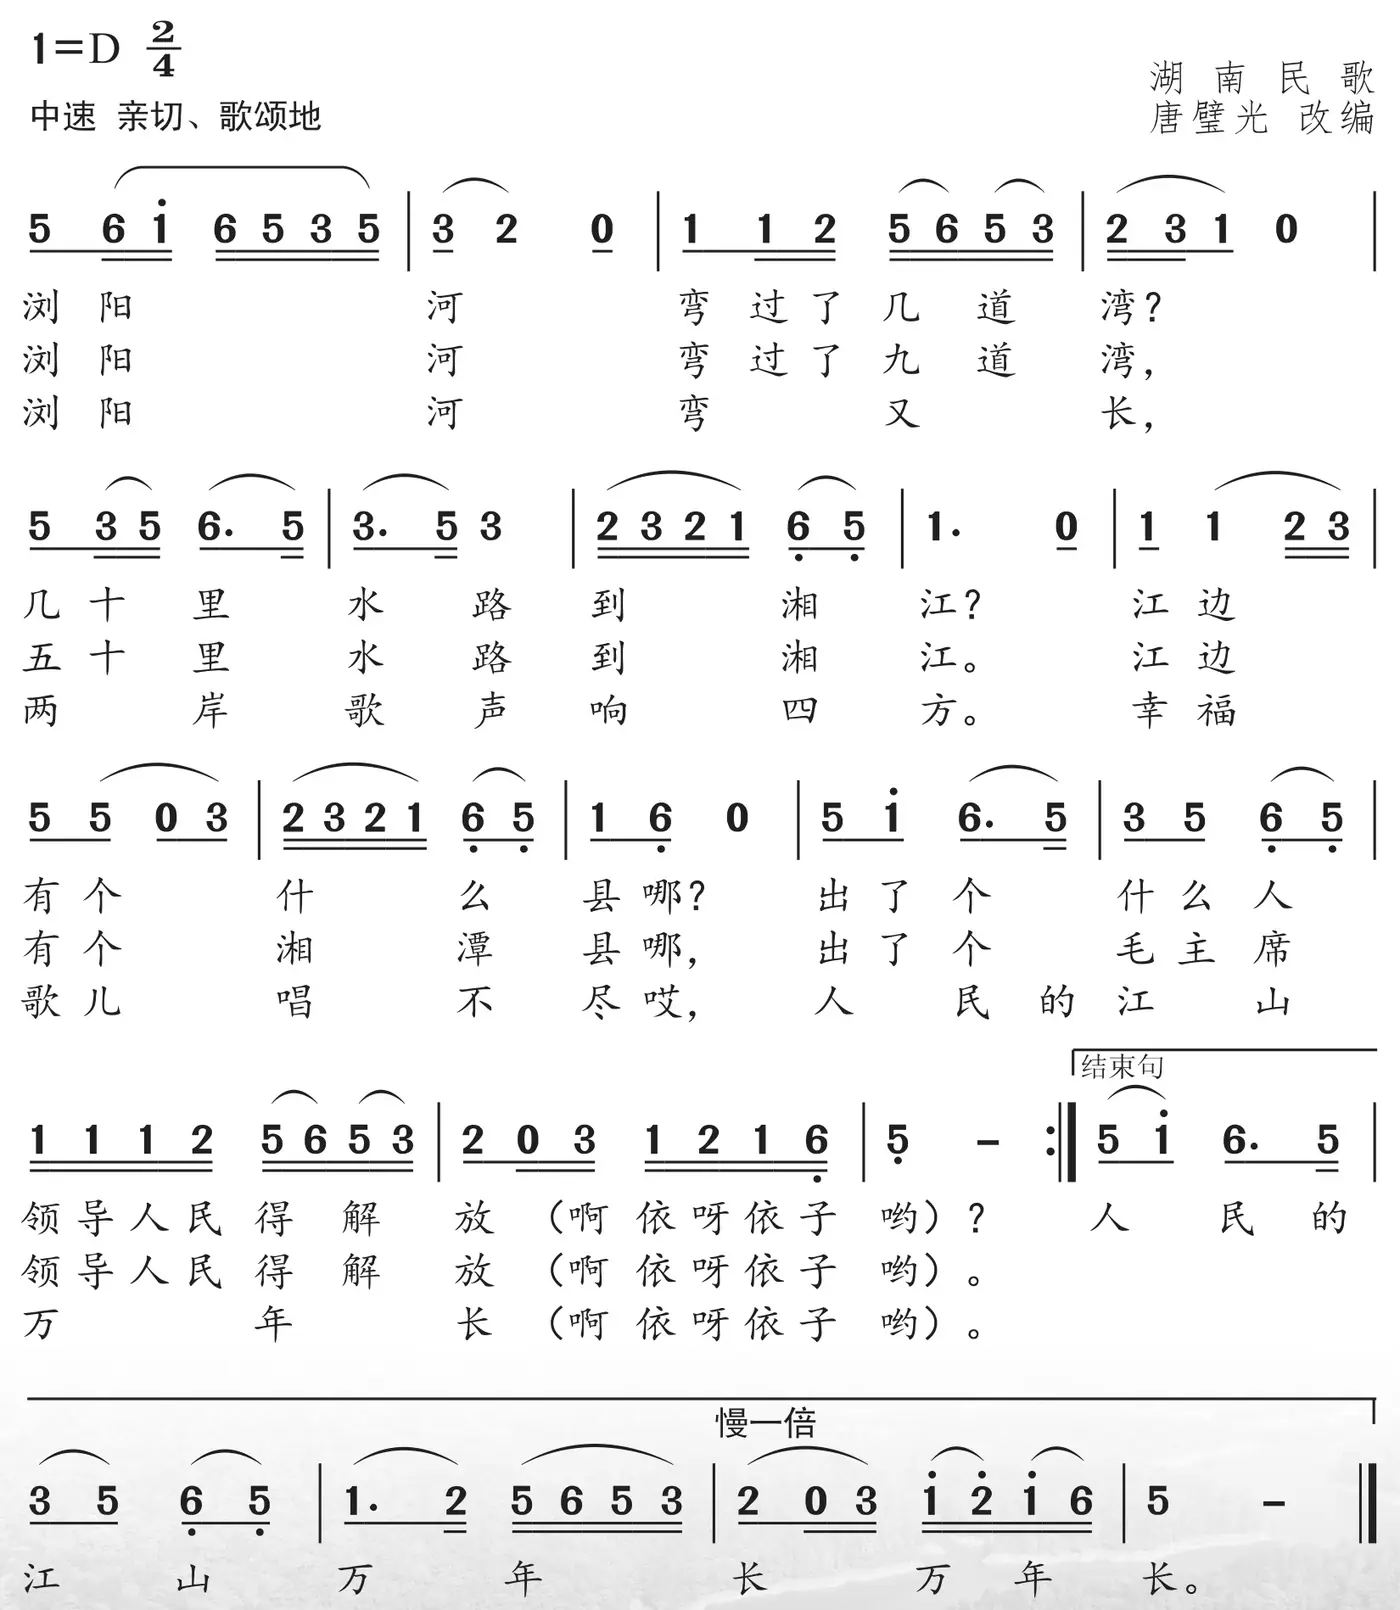 1=D 2/4
湖南民歌
中速 亲切、歌颂地
唐璧光 改编
5 6 1 6 5 3 5 | 3 2 0 | 1 1 2 5 6 5 3 | 2 3 1 0 |
浏阳 河 弯过了几道 湾?
浏阳 河 弯过了九道 湾,
浏阳 河 弯 又 长,
5 3 5 6. 5 | 3. 5 3 | 2 3 2 1 6 5 | 1. 0 | 1 1 2 3 |
几十里 水 路 到 湘 江? 江边
五十里 水 路 到 湘 江。 江边
两 岸 歌 声 响 四 方。 幸福
5 5 0 3 | 2 3 2 1 6 5 | 1 6 0 | 5 1 6. 5 | 3 5 6 5 |
有个 什 么 县哪? 出了个 什么人
有个 湘 潭 县哪, 出了个 毛主席
歌儿 唱 不 尽哎, 人 民 的江 山
结束句
1 1 1 2 5 6 5 3 | 2 0 3 1 2 1 6 | 5 – :| 5 1 6. 5 |
领导人民得 解 放 (啊依呀依子 哟)? 人 民 的
领导人民得 解 放 (啊依呀依子 哟)。
万 年 长 (啊依呀依子 哟)。
慢一倍
3 5 6 5 | 1. 2 5 6 5 3 | 2 0 3 1 2 1 6 | 5 – ‖
江 山 万 年 长 万 年 长。